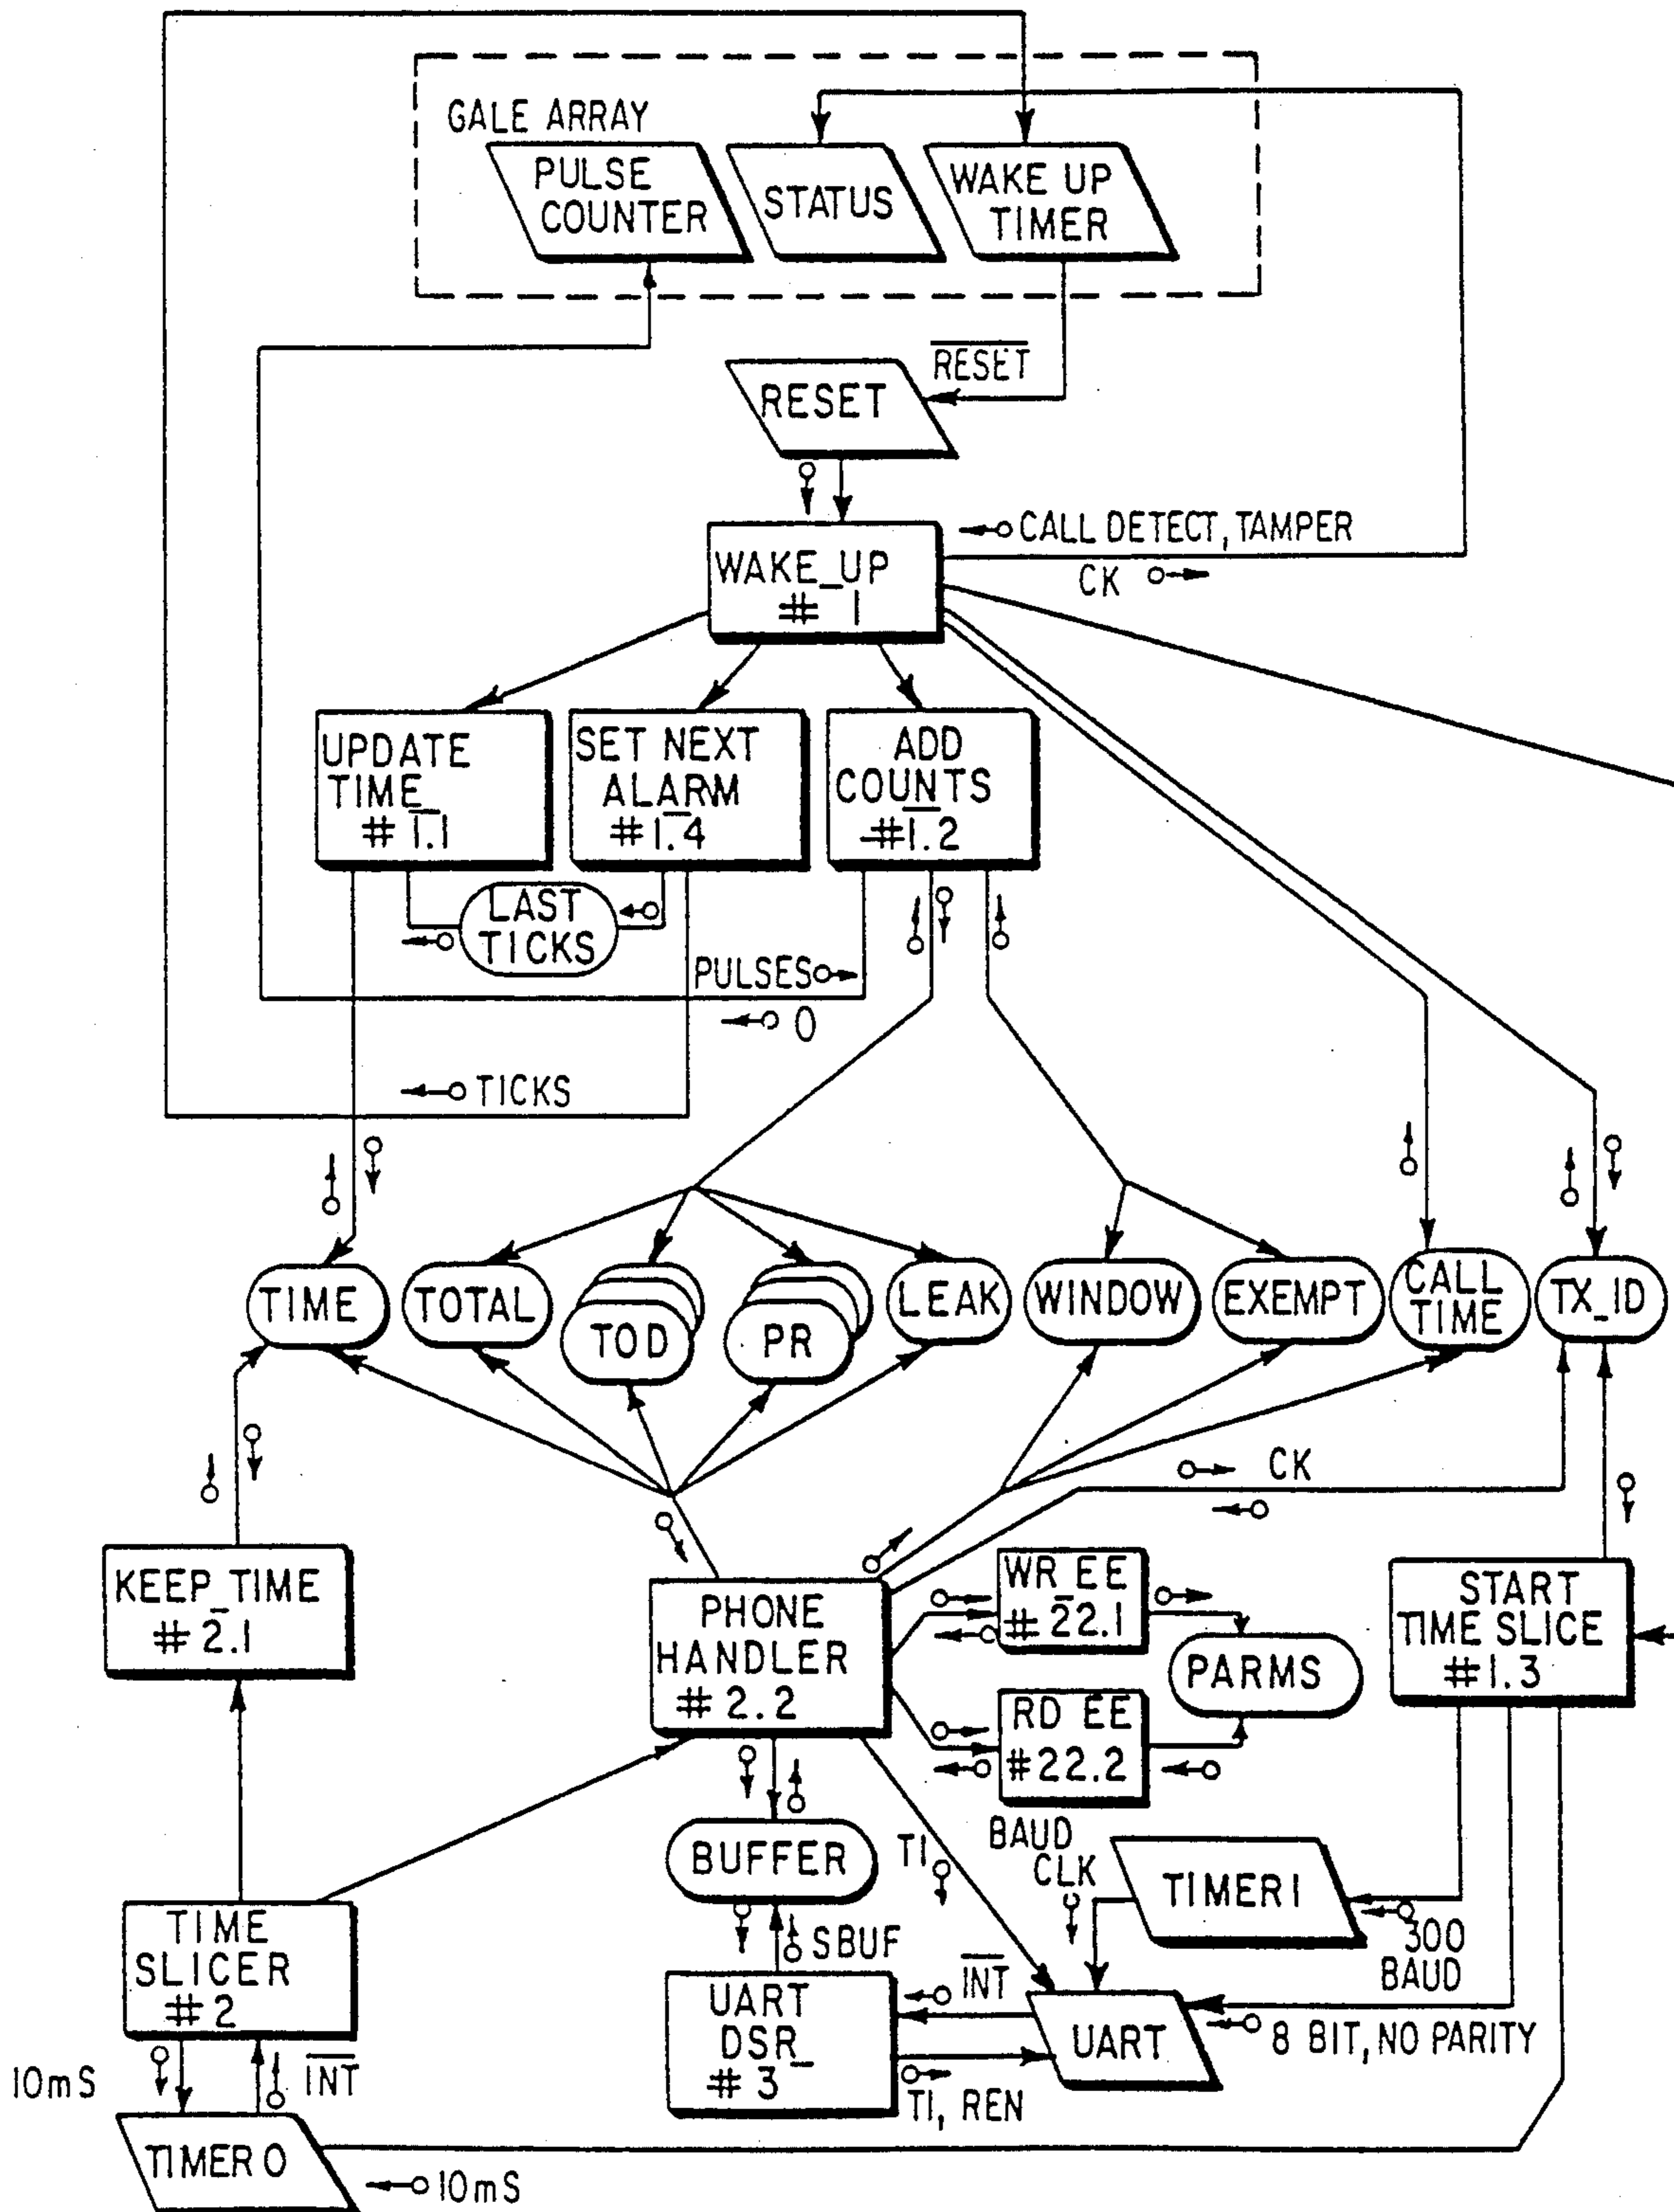 GALE ARRAY
PULSE
COUNTER
STATUS
WAKE UP
TIMER
RESET
RESET
CALL DETECT, TAMPER
CK
WAKE_UP
# 1
UPDATE
TIME_
# 1.1
SET NEXT
ALARM
#1.4
ADD
COUNTS
#1.2
LAST
TICKS
PULSES
0
TICKS
TIME
TOTAL
TOD
PR
LEAK
WINDOW
EXEMPT
CALL
TIME
TX_ID
CK
KEEP_TIME
# 2.1
PHONE
HANDLER
# 2.2
WR_EE
# 22.1
PARMS
RD EE
#22.2
START
TIME SLICE
#1.3
BUFFER
TI
BAUD
CLK
TIMER1
300
BAUD
TIME
SLICER
# 2
SBUF
UART
DSR_
# 3
INT
UART
8 BIT, NO PARITY
TI, REN
10mS
INT
TIMER 0
10mS